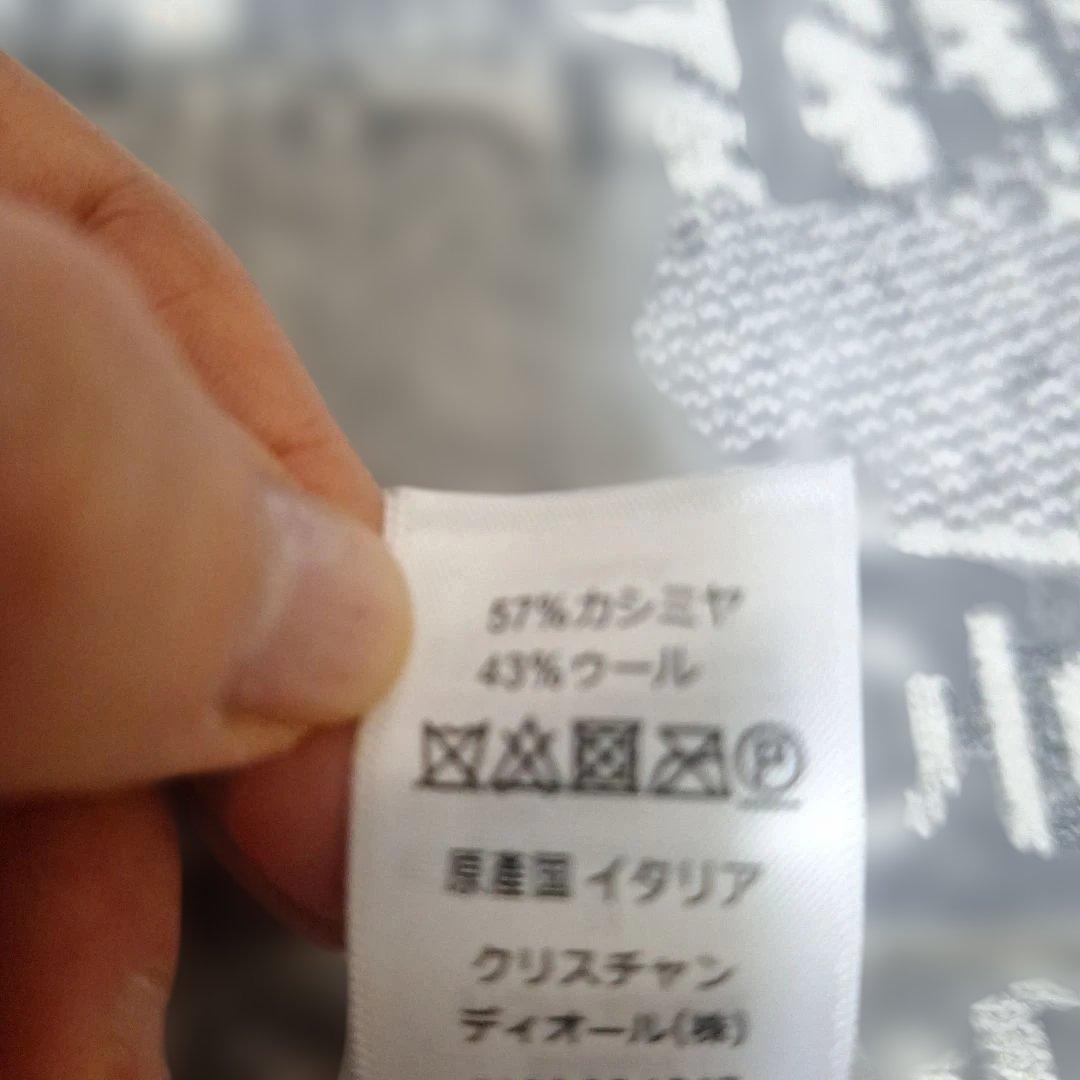 57%カシミヤ
43%ウール
P
原産国 イタリア
クリスチャン
ディオール(株)